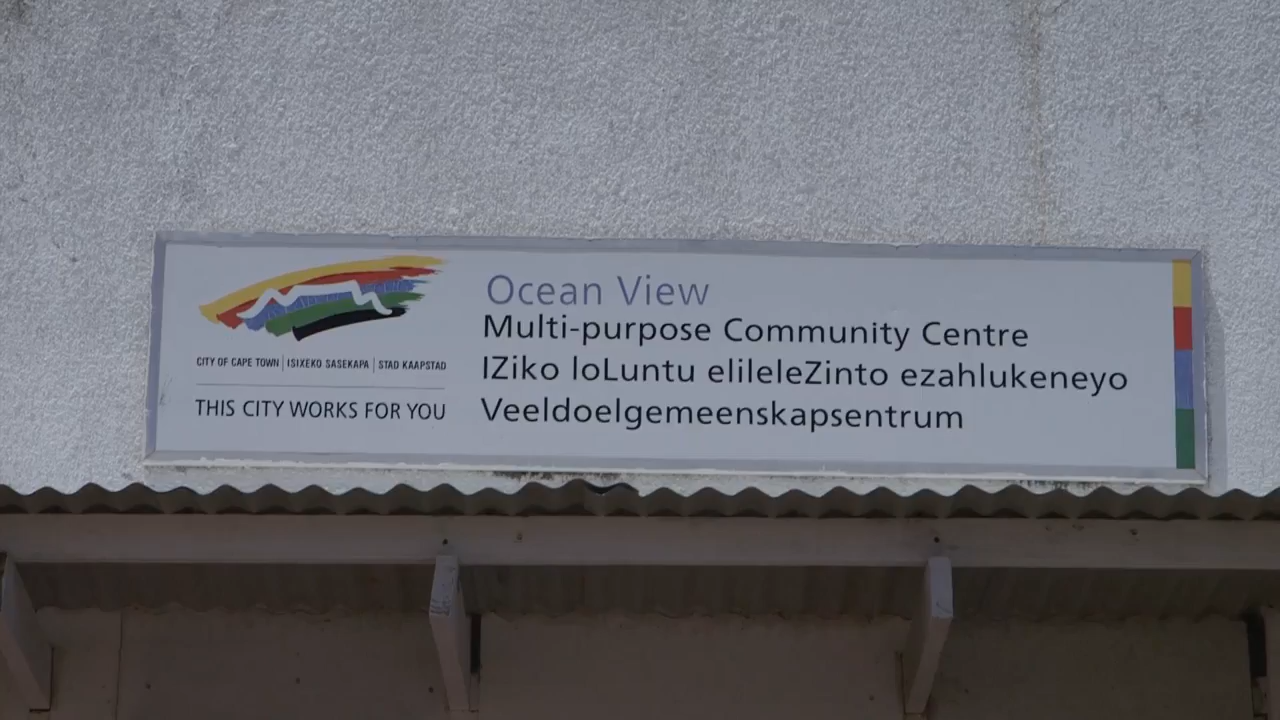 CITY OF CAPE TOWN | ISIXEKO SASEKAPA | STAD KAAPSTAD
THIS CITY WORKS FOR YOU
Ocean View
Multi-purpose Community Centre
IZiko loLuntu elileleZinto ezahlukeneyo
Veeldoelgemeenskapsentrum